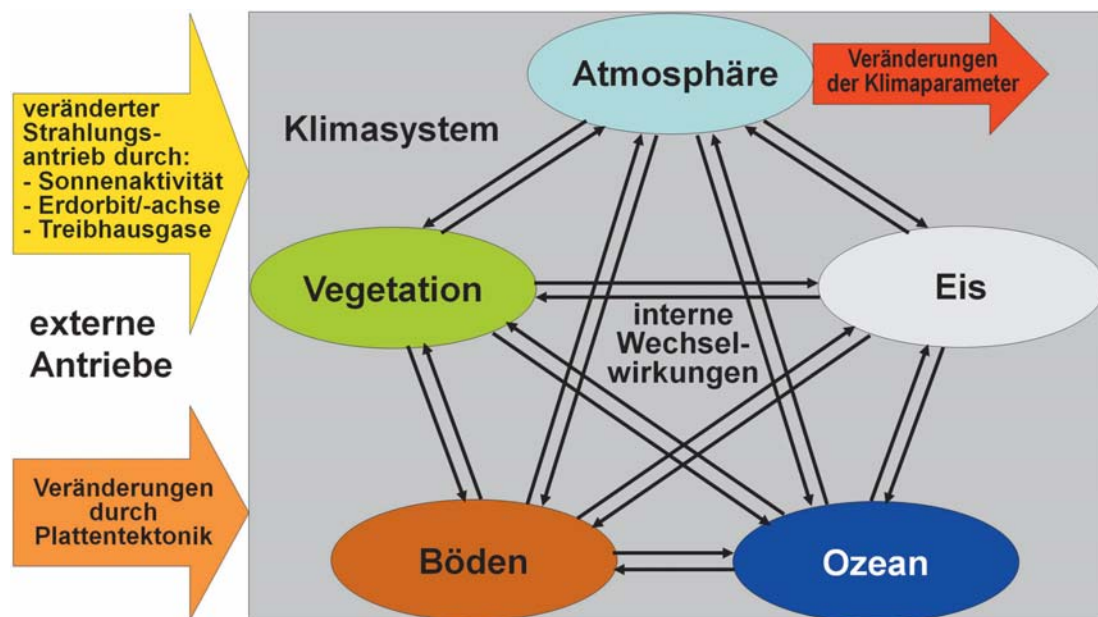 veränderter
Strahlungs-
antrieb durch:
- Sonnenaktivität
- Erdorbit/-achse
- Treibhausgase
externe
Antriebe
Veränderungen
durch
Plattentektonik
Klimasystem
Atmosphäre
Veränderungen
der Klimaparameter
Vegetation
Eis
interne
Wechsel-
wirkungen
Böden
Ozean